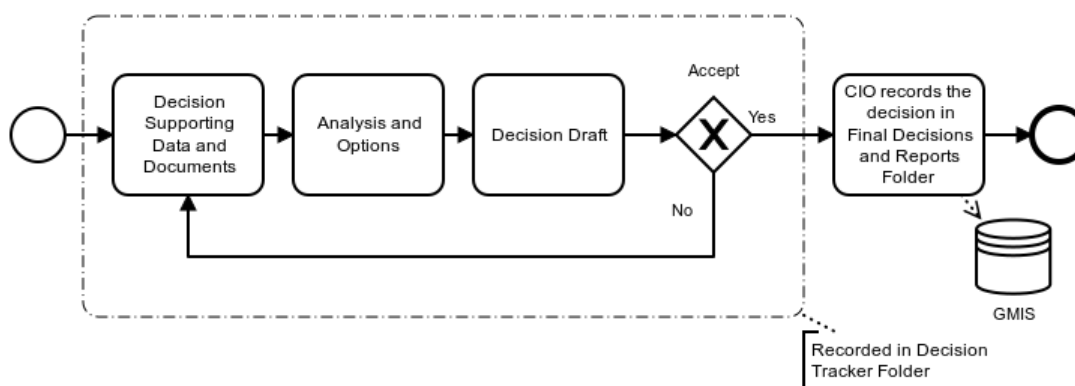 Decision
Supporting
Data and
Documents
Analysis and
Options
Decision Draft
Accept
Yes
No
CIO records the
decision in
Final Decisions
and Reports
Folder
GMIS
Recorded in Decision
Tracker Folder